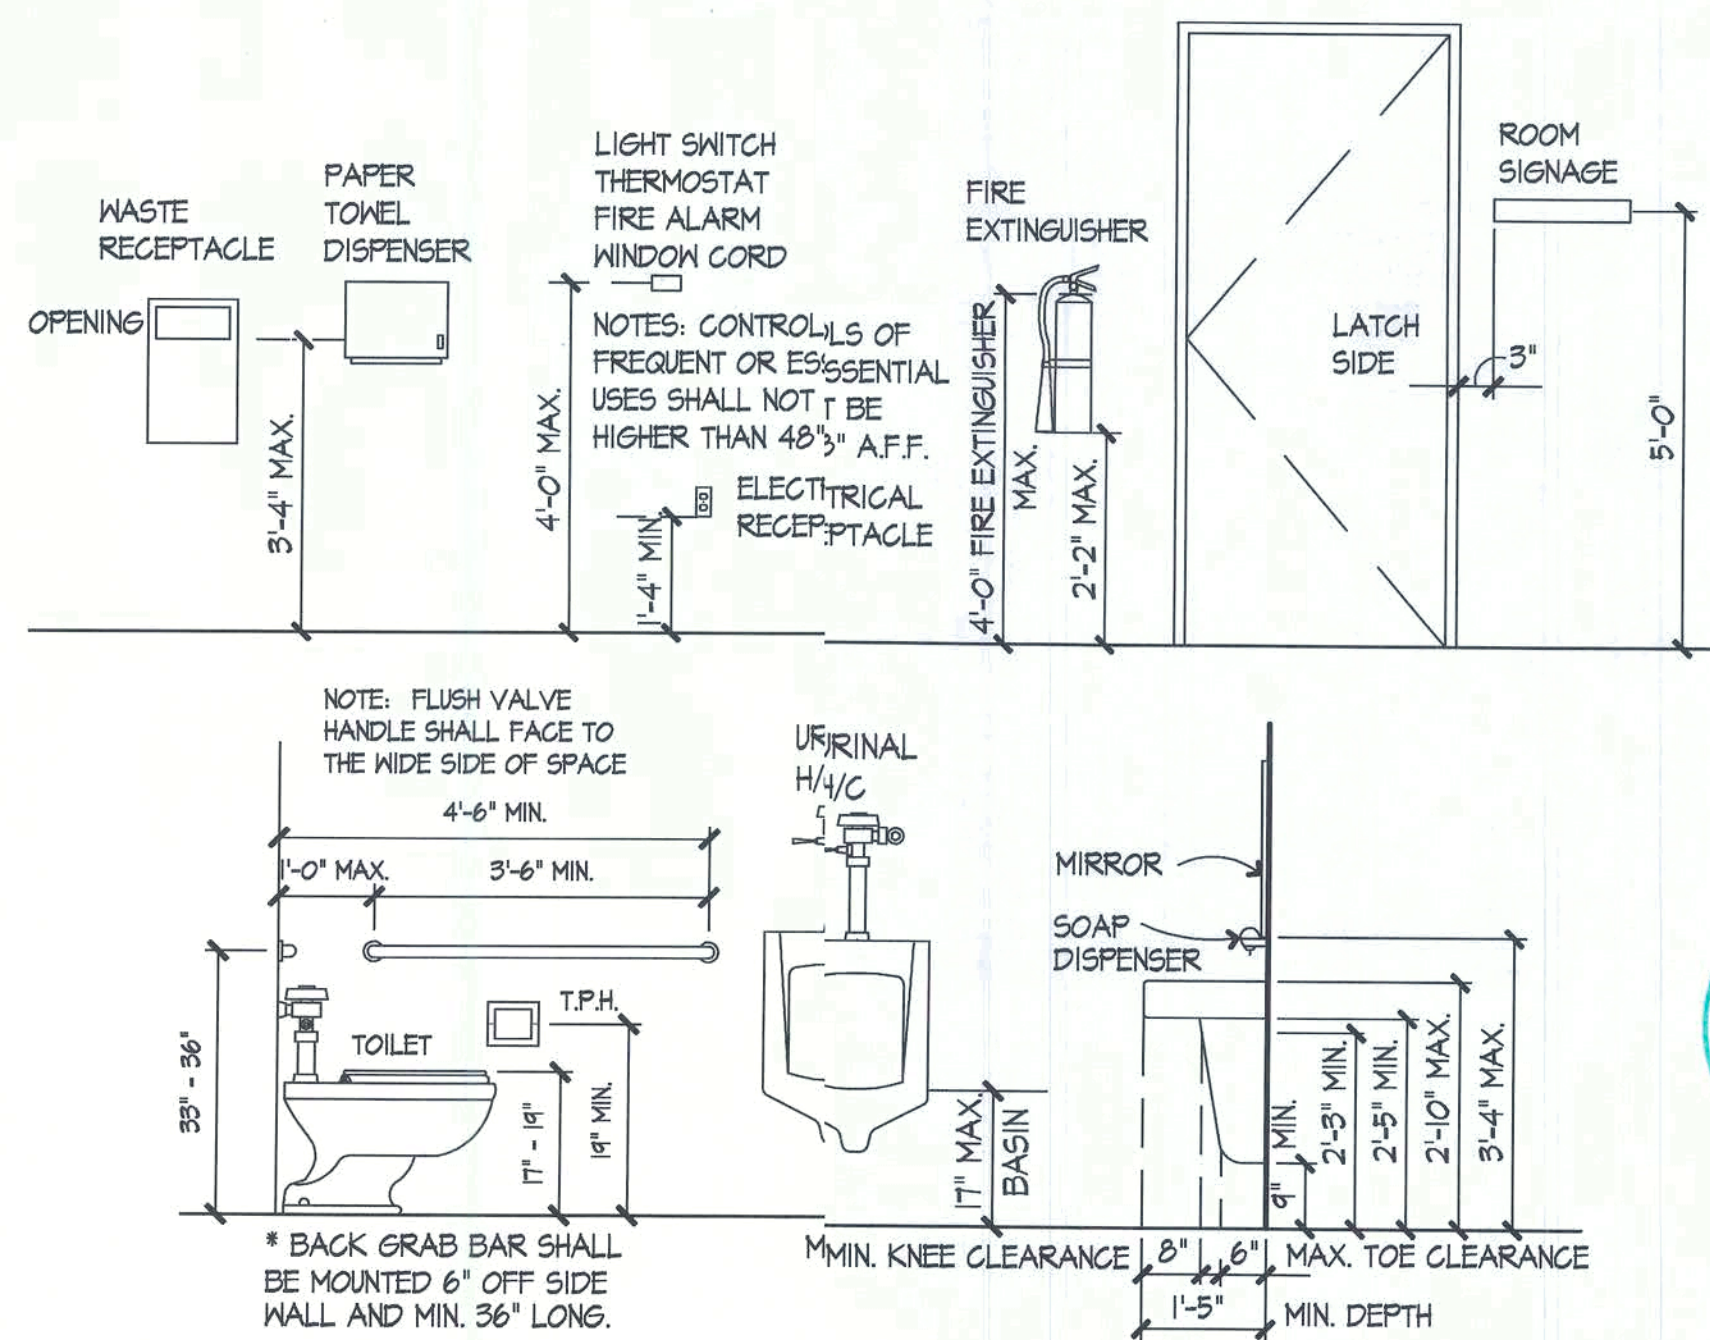 WASTE
RECEPTACLE
OPENING
PAPER
TOWEL
DISPENSER
3'-4" MAX.
LIGHT SWITCH
THERMOSTAT
FIRE ALARM
WINDOW CORD
4'-0" MAX.
NOTES: CONTROLS OF
FREQUENT OR ESSENTIAL
USES SHALL NOT BE
HIGHER THAN 48" A.F.F.
ELECTRICAL
RECEPTACLE
1'-4" MIN.
FIRE
EXTINGUISHER
4'-0" FIRE EXTINGUISHER
MAX.
2'-2" MAX.
LATCH
SIDE
3"
ROOM
SIGNAGE
5'-0"
NOTE: FLUSH VALVE
HANDLE SHALL FACE TO
THE WIDE SIDE OF SPACE
4'-6" MIN.
1'-0" MAX.
3'-6" MIN.
33" - 36"
TOILET
T.P.H.
17" - 19"
19" MIN.
* BACK GRAB BAR SHALL
BE MOUNTED 6" OFF SIDE
WALL AND MIN. 36" LONG.
URINAL
H/C
17" MAX.
BASIN
MIRROR
SOAP
DISPENSER
9" MIN.
2'-3" MIN.
2'-5" MIN.
2'-10" MAX.
3'-4" MAX.
MIN. KNEE CLEARANCE
8"
6"
MAX. TOE CLEARANCE
1'-5"
MIN. DEPTH